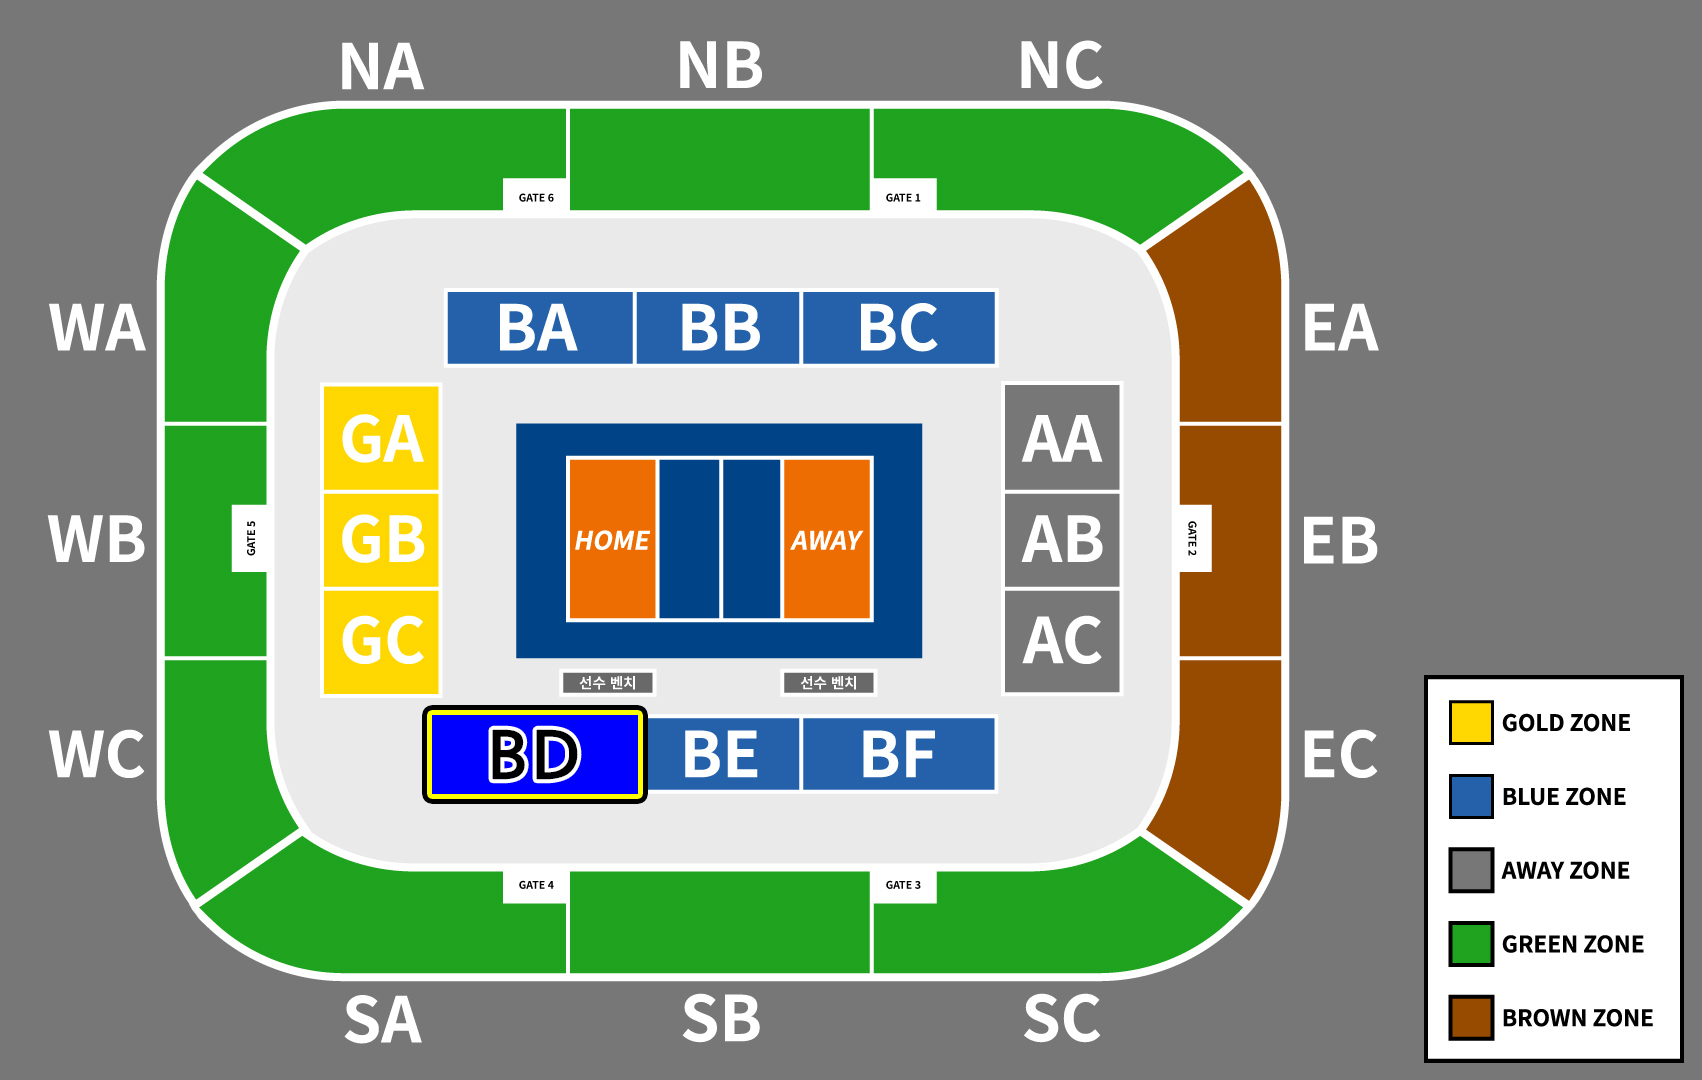 NA
NB
NC
GATE 6
GATE 1
WA
BA
BB
BC
EA
GA
AA
WB
GATE 5
GB
HOME
AWAY
AB
GATE 2
EB
GC
AC
선수 벤치
선수 벤치
WC
BD
BE
BF
EC
GATE 4
GATE 3
SA
SB
SC
GOLD ZONE
BLUE ZONE
AWAY ZONE
GREEN ZONE
BROWN ZONE